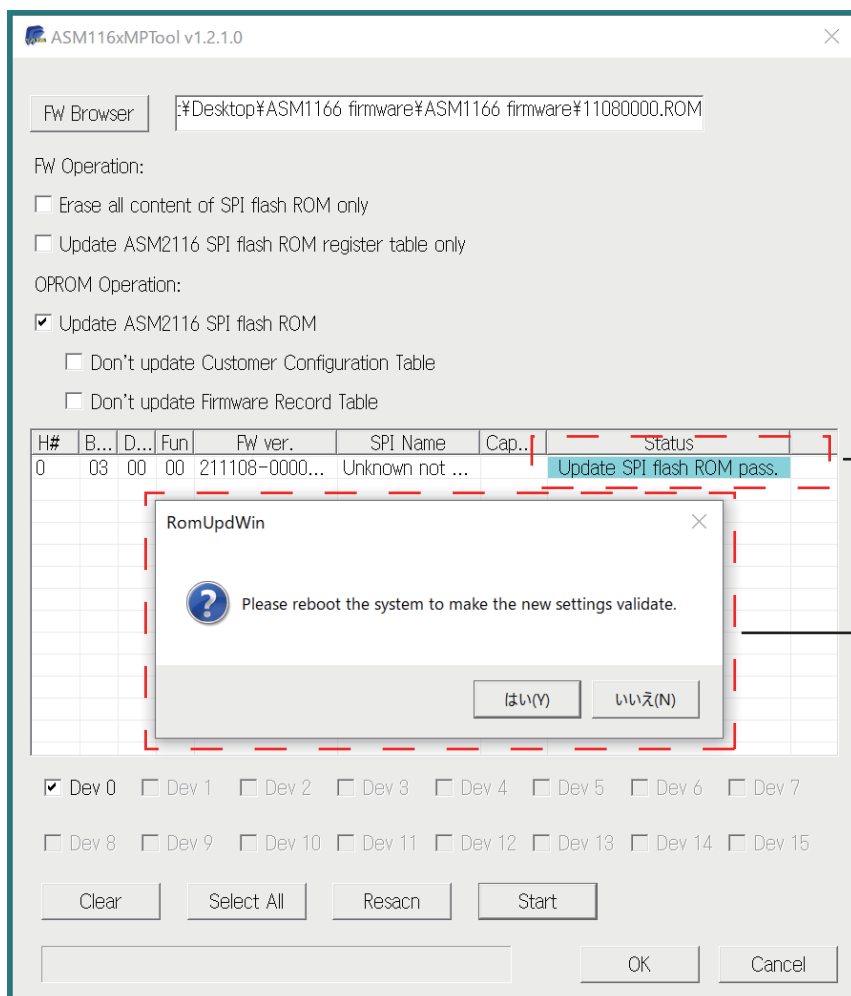 ASM116xMPTool v1.2.1.0
FW Browser :¥Desktop¥ASM1166 firmware¥ASM1166 firmware¥11080000.ROM
FW Operation:
Erase all content of SPI flash ROM only
Update ASM2116 SPI flash ROM register table only
OPROM Operation:
Update ASM2116 SPI flash ROM
Don't update Customer Configuration Table
Don't update Firmware Record Table
H# B... D... Fun FW ver. SPI Name Cap... Status
0 03 00 00 211108-0000... Unknown not ... Update SPI flash ROM pass.
RomUpdWin
Please reboot the system to make the new settings validate.
はい(Y) いいえ(N)
Dev 0 Dev 1 Dev 2 Dev 3 Dev 4 Dev 5 Dev 6 Dev 7
Dev 8 Dev 9 Dev 10 Dev 11 Dev 12 Dev 13 Dev 14 Dev 15
Clear Select All Resacn Start
OK Cancel